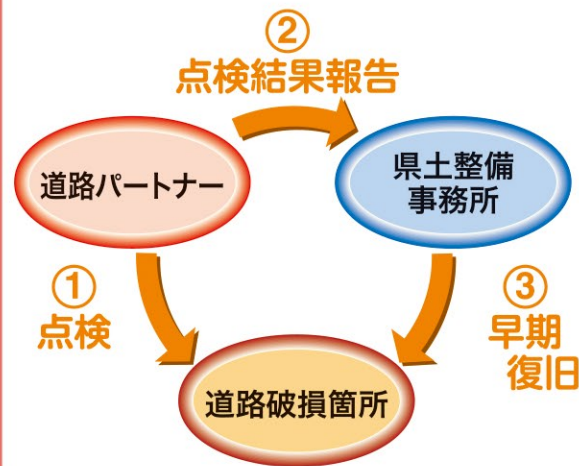 ②
点検結果報告
道路パートナー
県土整備
事務所
①
点検
③
早期
復旧
道路破損箇所